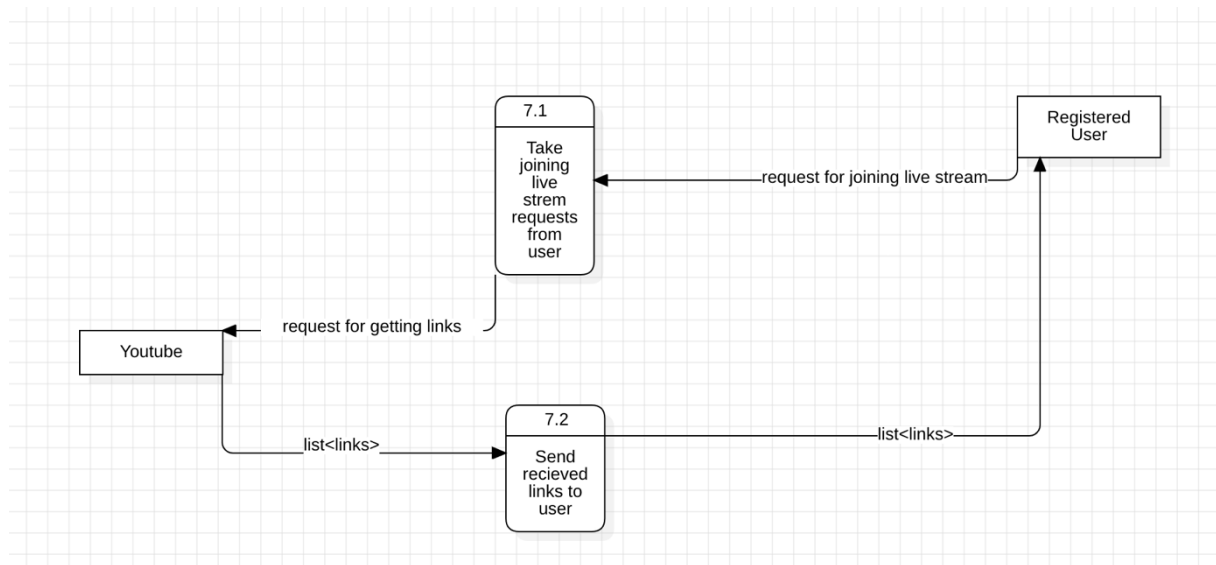 7.1
Take
joining
live
strem
requests
from
user
Registered
User
request for joining live stream
request for getting links
Youtube
list<links>
7.2
Send
recieved
links to
user
list<links>